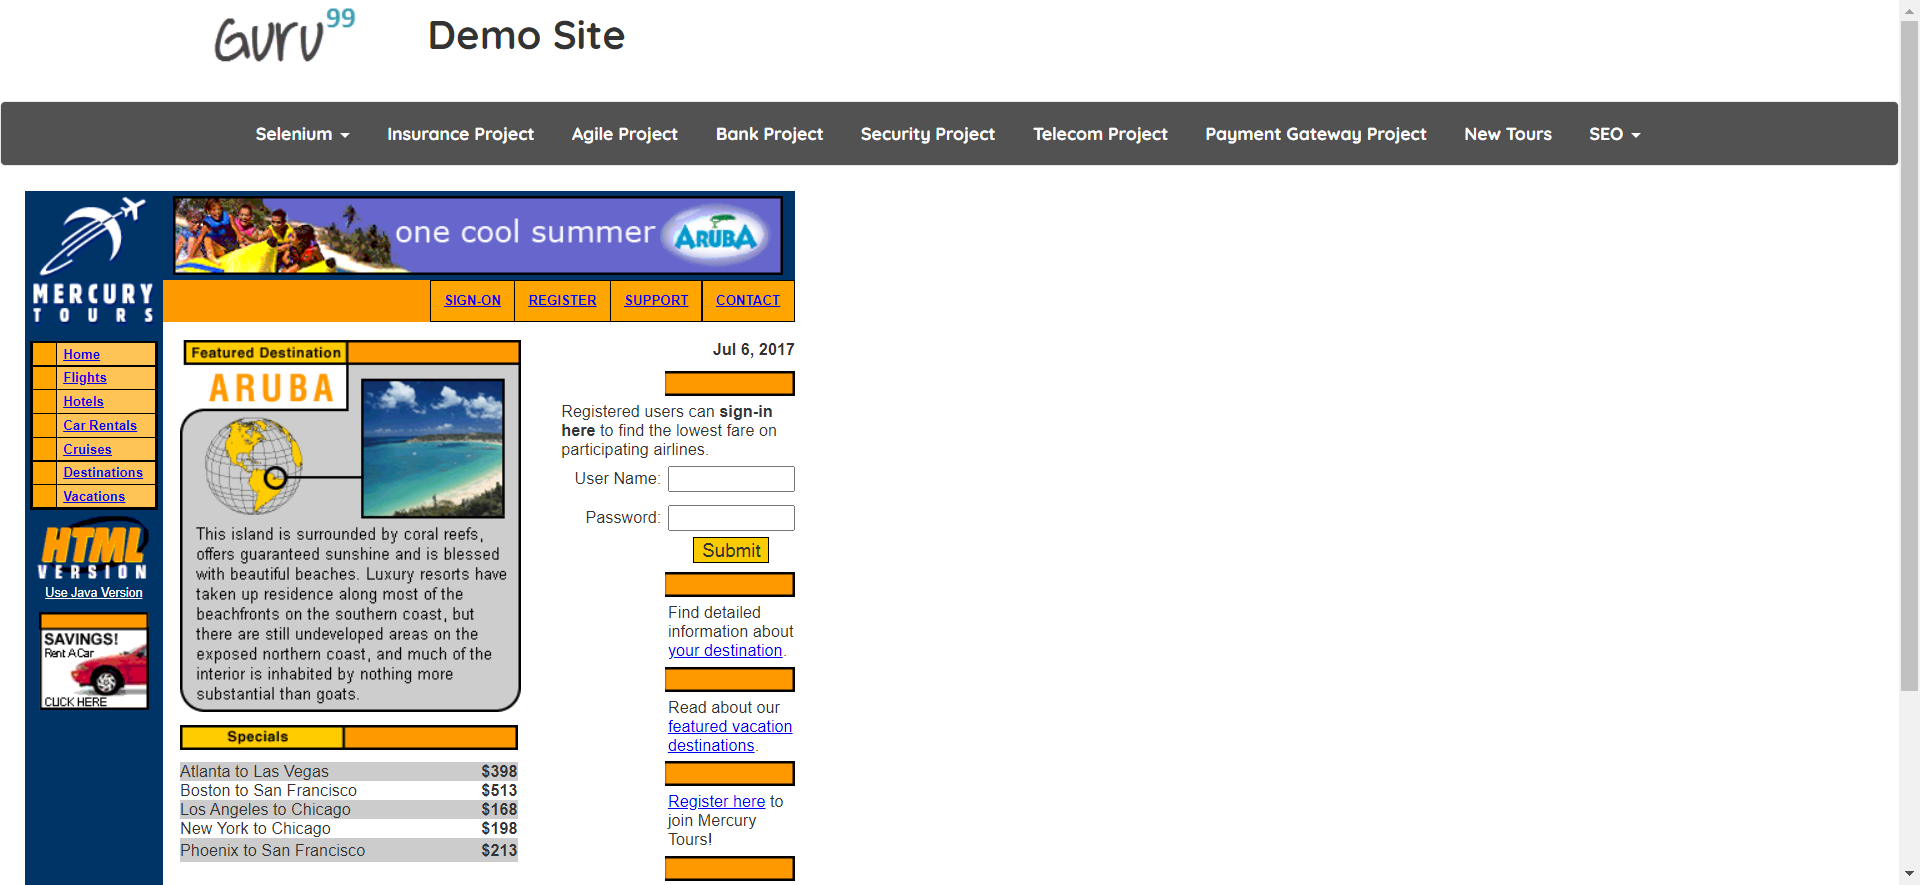 Guru99
Demo Site
Selenium
Insurance Project
Agile Project
Bank Project
Security Project
Telecom Project
Payment Gateway Project
New Tours
SEO
MERCURY
TOURS
one cool summer
ARUBA
SIGN-ON
REGISTER
SUPPORT
CONTACT
Home
Flights
Hotels
Car Rentals
Cruises
Destinations
Vacations
HTML
VERSION
Use Java Version
SAVINGS!
Rent A Car
CLICK HERE
Featured Destination
ARUBA
This island is surrounded by coral reefs,
offers guaranteed sunshine and is blessed
with beautiful beaches. Luxury resorts have
taken up residence along most of the
beachfronts on the southern coast, but
there are still undeveloped areas on the
exposed northern coast, and much of the
interior is inhabited by nothing more
substantial than goats.
Specials
Atlanta to Las Vegas $398
Boston to San Francisco $513
Los Angeles to Chicago $168
New York to Chicago $198
Phoenix to San Francisco $213
Jul 6, 2017
Registered users can sign-in
here to find the lowest fare on
participating airlines.
User Name:
Password:
Submit
Find detailed
information about
your destination.
Read about our
featured vacation
destinations.
Register here to
join Mercury
Tours!